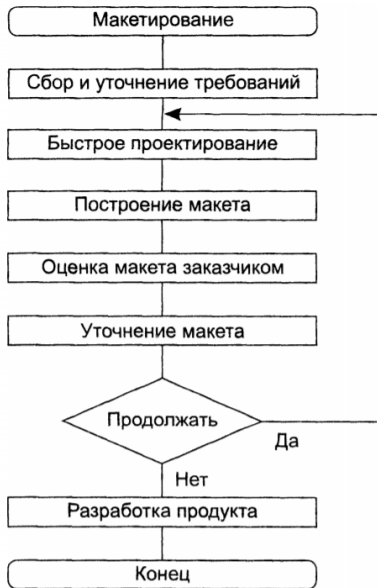 Макетирование
Сбор и уточнение требований
Быстрое проектирование
Построение макета
Оценка макета заказчиком
Уточнение макета
Продолжать
Да
Нет
Разработка продукта
Конец